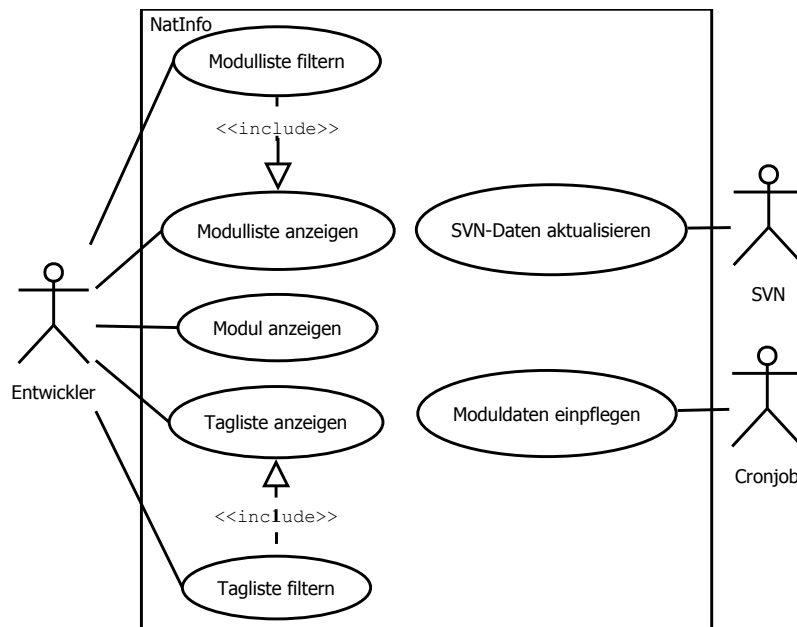 NatInfo
Modulliste filtern
<<include>>
Modulliste anzeigen
SVN-Daten aktualisieren
SVN
Modul anzeigen
Entwickler
Tagliste anzeigen
Moduldaten einpflegen
Cronjob
<<include>>
Tagliste filtern